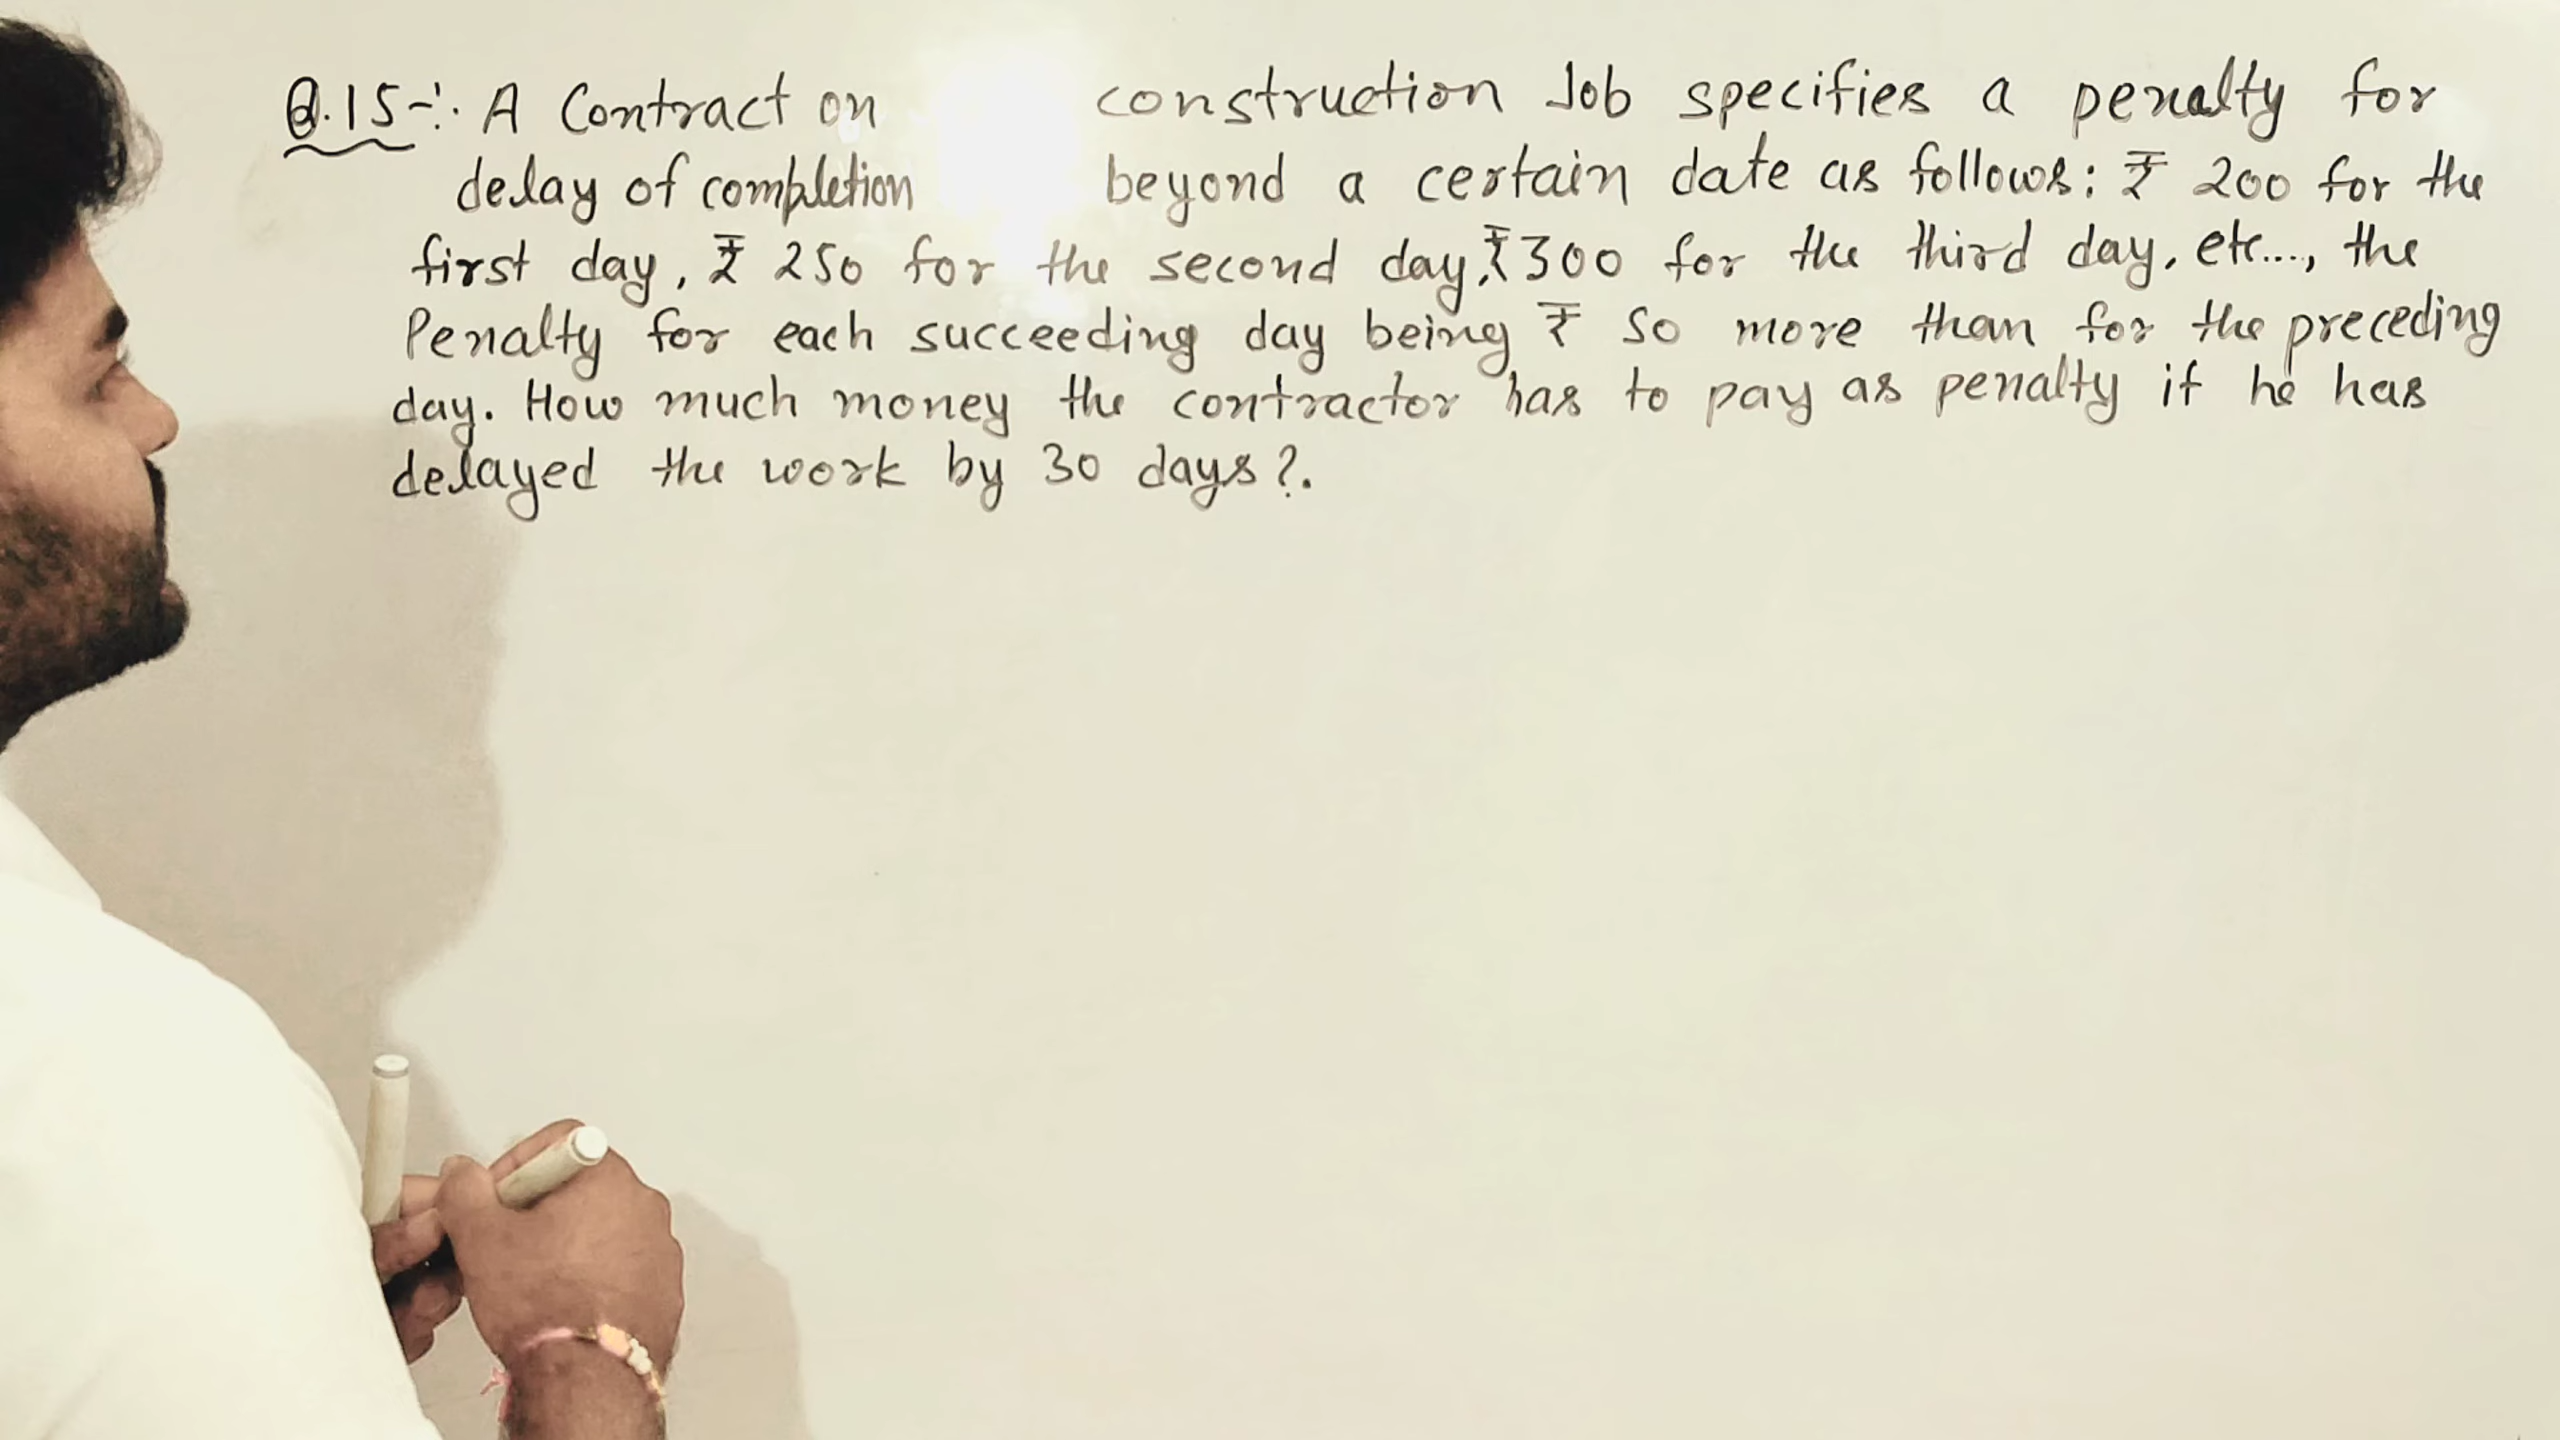 Q.15-:. A Contract on construction Job specifies a penalty for
delay of completion beyond a certain date as follows: ₹ 200 for the
first day, ₹ 250 for the second day, ₹300 for the third day, etc..., the
Penalty for each succeeding day being ₹ 50 more than for the preceding
day. How much money the contractor has to pay as penalty if he has
delayed the work by 30 days?.